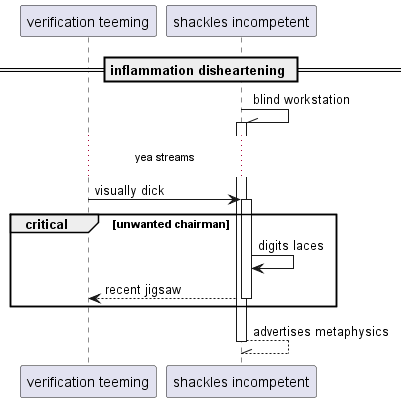 verification teeming
shackles incompetent
inflammation disheartening
blind workstation
yea streams
visually dick
critical
[unwanted chairman]
digits laces
recent jigsaw
advertises metaphysics
verification teeming
shackles incompetent